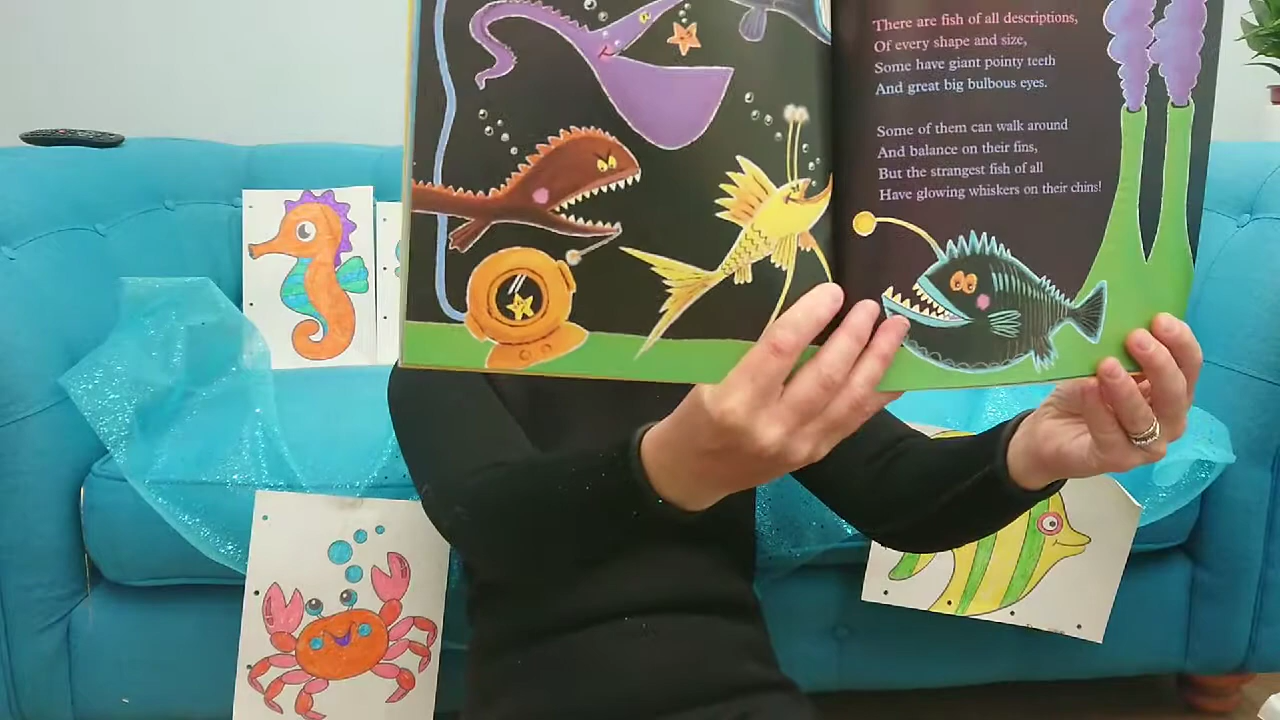 There are fish of all descriptions,
Of every shape and size,
Some have giant pointy teeth
And great big bulbous eyes.
Some of them can walk around
And balance on their fins,
But the strangest fish of all
Have glowing whiskers on their chins!